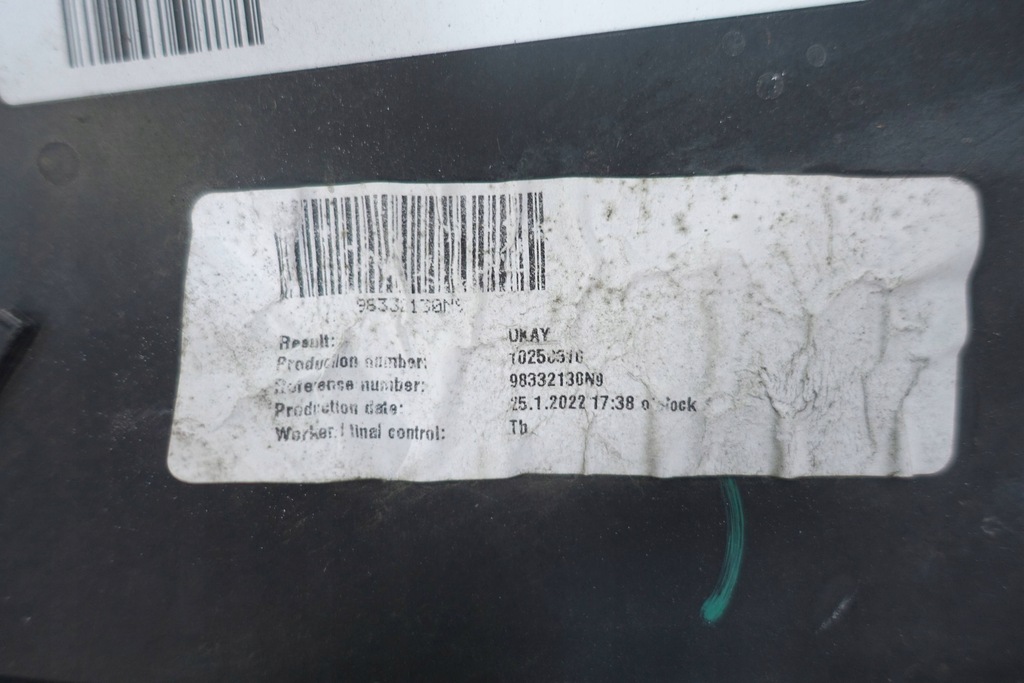 98332130N9
Result: OKAY
Production number:
Reference number: 98332130N9
Production date: 25.1.2022 17:38 o'clock
Worker final control: Tb